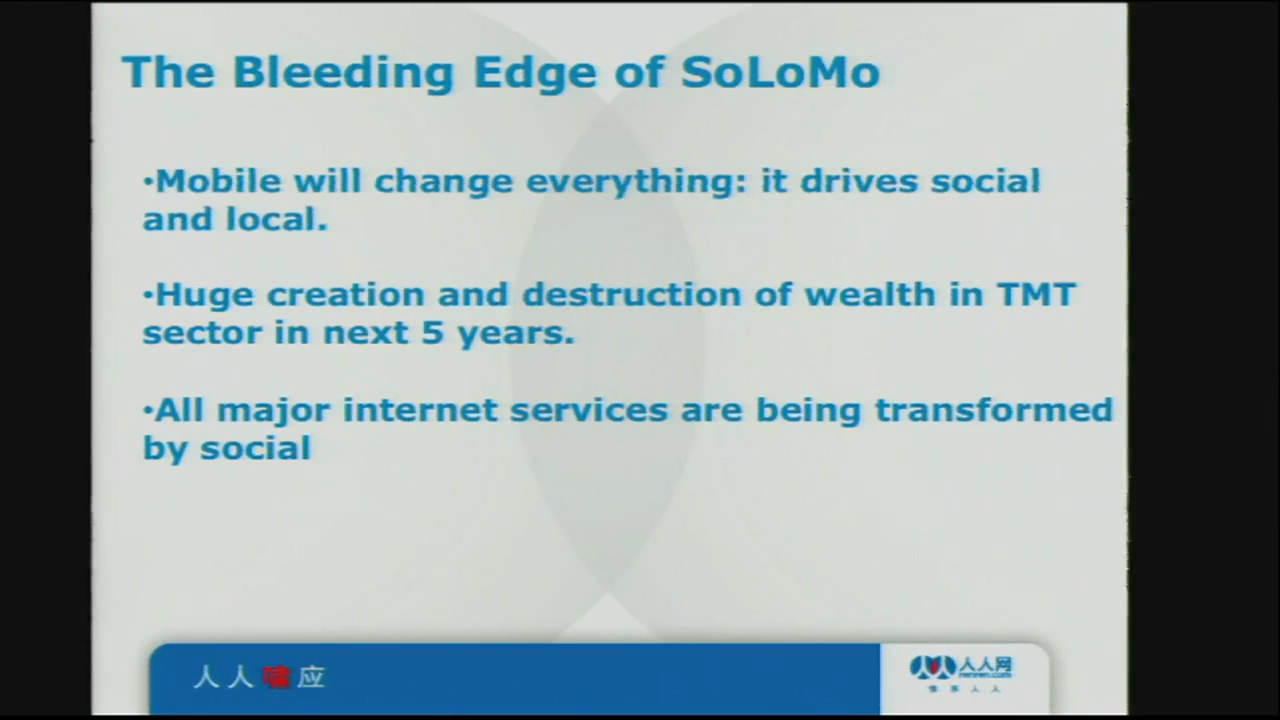 The Bleeding Edge of SoLoMo
•Mobile will change everything: it drives social
and local.
•Huge creation and destruction of wealth in TMT
sector in next 5 years.
•All major internet services are being transformed
by social
人人 应
人人网
renren.com